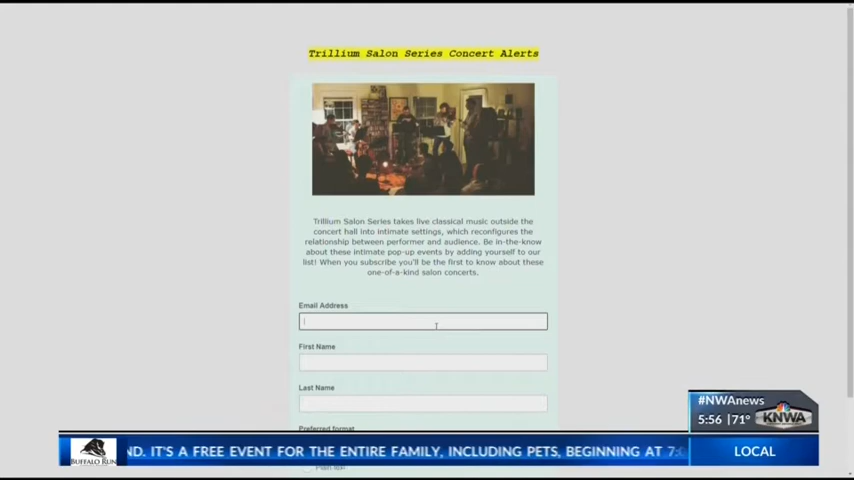 Trillium Salon Series Concert Alerts
Trillium Salon Series takes live classical music outside the
concert hall into intimate settings, which reconfigures the
relationship between performer and audience. Be in-the-know
about these intimate pop-up events by adding yourself to our
list! When you subscribe you'll be the first to know about these
one-of-a-kind salon concerts.
Email Address
First Name
Last Name
Preferred format
#NWAnews
5:56 | 71°
KNWA
BUFFALO RUN
ND. IT'S A FREE EVENT FOR THE ENTIRE FAMILY, INCLUDING PETS, BEGINNING AT 7:
LOCAL